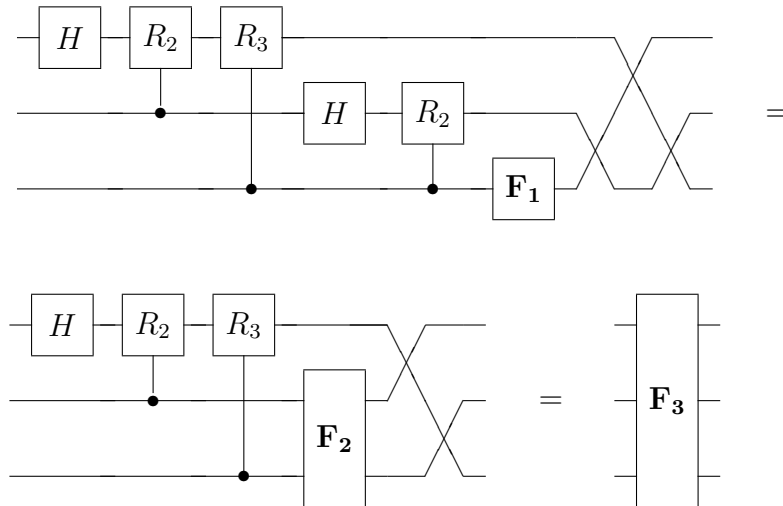 H R₂ R₃
H R₂ =
F₁
H R₂ R₃
= F₃
F₂